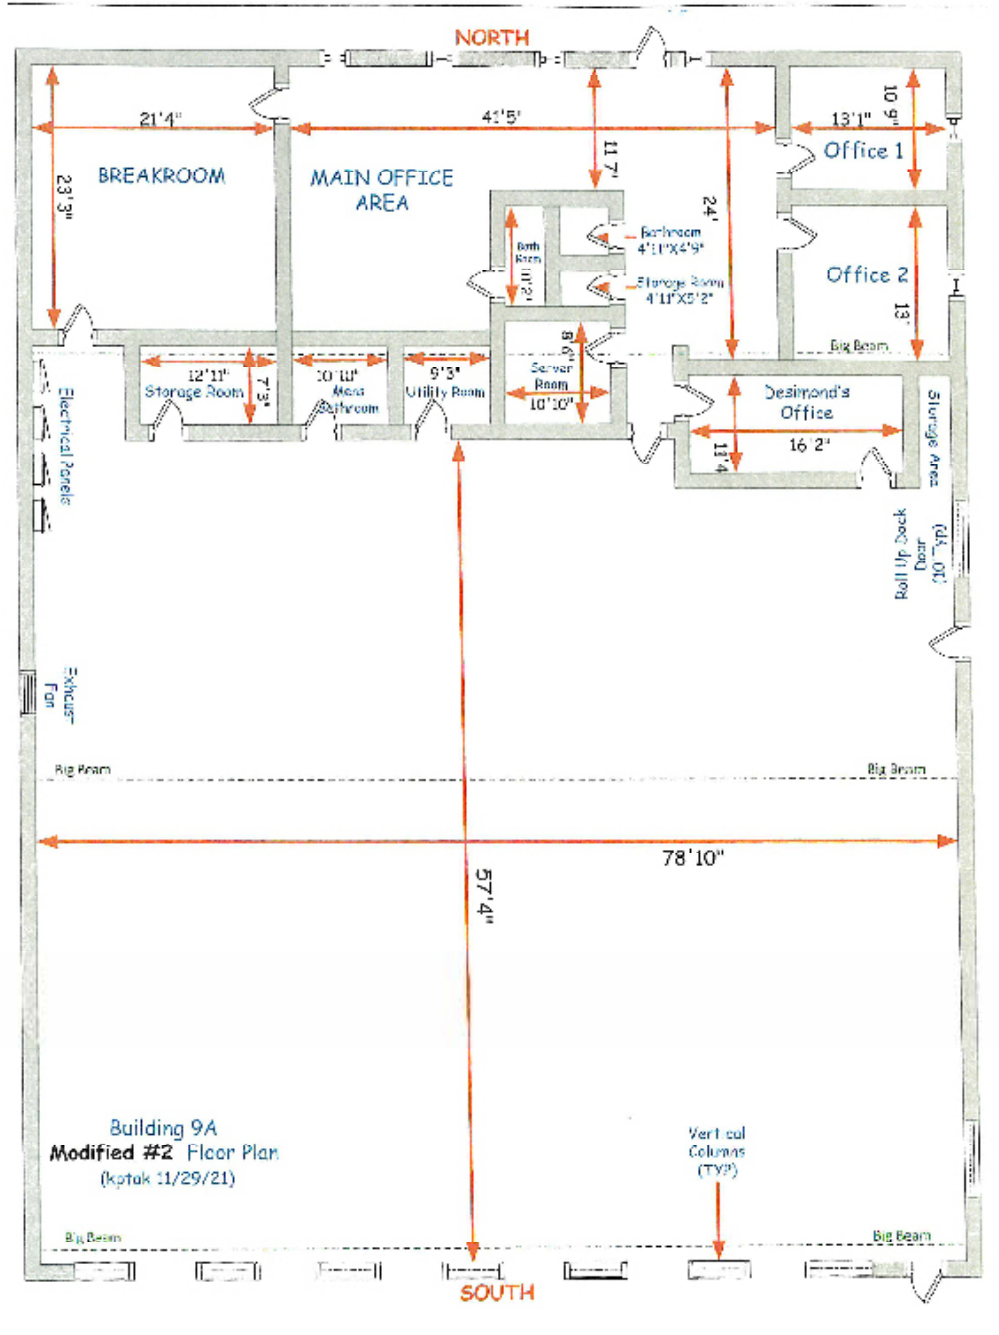 NORTH
21'4"
41'5"
10'9"
13'1"
11'7'
Office 1
BREAKROOM
MAIN OFFICE
AREA
23'3"
24'
Bathroom
4'11"X4'9"
Bath
Room
Storage Room
4'11"X5'2"
Office 2
13'
Big Beam
8'6"
Server
Room
10'10"
12'11"
Storage Room
7'3"
10'10"
Mens
Bathroom
9'3"
Utility Room
Desimond's
Office
16'2"
11'4
Storage Area
Electrical Panels
Roll Up Dock
Door
Exhaust
Fan
Big Beam
Big Beam
78'10"
57'4"
Building 9A
Modified #2 Floor Plan
(kptak 11/29/21)
Vertical
Columns
(TYP)
Big Beam
Big Beam
SOUTH